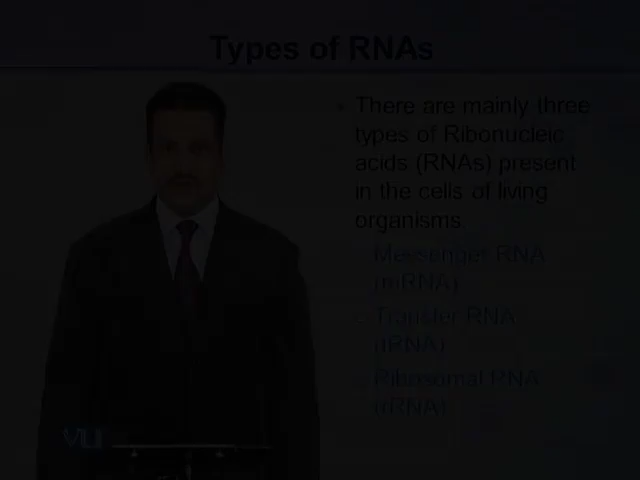 Types of RNAs
There are mainly three
types of Ribonucleic
acids (RNAs) present
in the cells of living
organisms.
Messenger RNA
(mRNA)
Transfer RNA
(tRNA)
Ribosomal RNA
(rRNA)